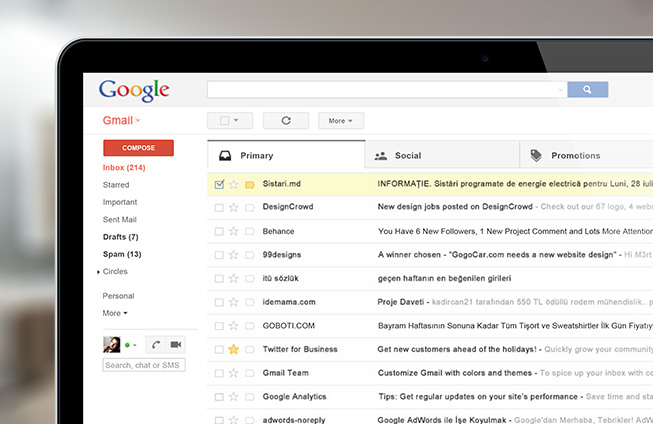 Google
Gmail
More
COMPOSE
Primary
Social
Promotions
Inbox (214)
Starred
Important
Sent Mail
Drafts (7)
Spam (13)
Circles
Personal
More
Search, chat or SMS
Sistari.md INFORMAŢIE. Sistări programate de energie electrică pentru Luni, 28 iuli
DesignCrowd New design jobs posted on DesignCrowd - Check out our 67 logo, 4 webs
Behance You Have 6 New Followers, 1 New Project Comment and Lots More Attention
99designs A winner chosen - "GogoCar.com needs a new website design" - Hi M3rt
itü sözlük geçen haftanın en beğenilen girileri
idemama.com Proje Daveti - kadircan21 tarafından 550 TL ödüllü rodem mühendislik..
GOBOTI.COM Bayram Haftasının Sonuna Kadar Tüm Tişort ve Sweatshirtler İlk Gün Fiyatıy
Twitter for Business Get new customers ahead of the holidays! - Quickly grow your community
Gmail Team Customize Gmail with colors and themes - To spice up your inbox with co
Google Analytics Tips: Get regular updates on your site's performance - Save time and sta
adwords-noreply Google AdWords ile İşe Koyulmak - Google'dan Merhaba, Tebrikler! Ad